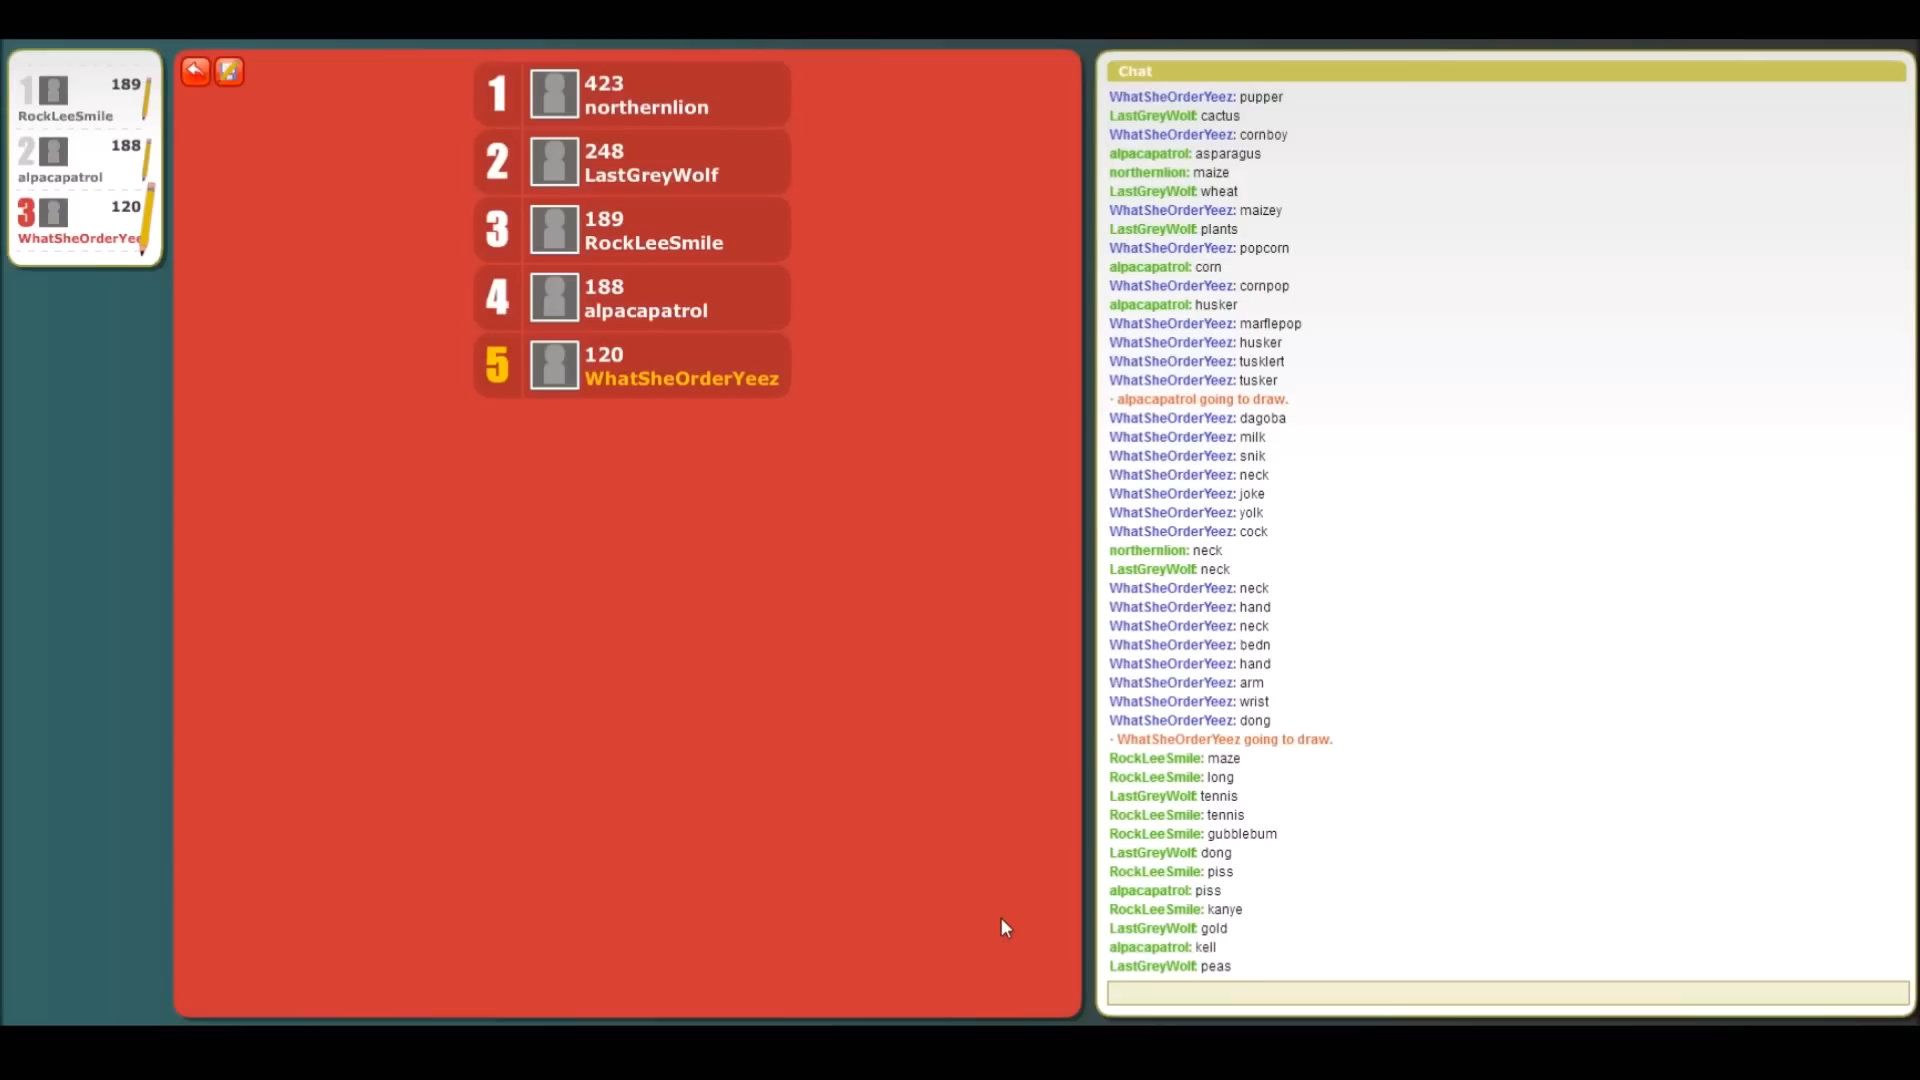 1 189
RockLeeSmile
2 188
alpacapatrol
3 120
WhatSheOrderYee
1 423
northernlion
2 248
LastGreyWolf
3 189
RockLeeSmile
4 188
alpacapatrol
5 120
WhatSheOrderYeez
Chat
WhatSheOrderYeez: pupper
LastGreyWolf: cactus
WhatSheOrderYeez: cornboy
alpacapatrol: asparagus
northernlion: maize
LastGreyWolf: wheat
WhatSheOrderYeez: maizey
LastGreyWolf: plants
WhatSheOrderYeez: popcorn
alpacapatrol: corn
WhatSheOrderYeez: cornpop
alpacapatrol: husker
WhatSheOrderYeez: marflepop
WhatSheOrderYeez: husker
WhatSheOrderYeez: tusklert
WhatSheOrderYeez: tusker
· alpacapatrol going to draw.
WhatSheOrderYeez: dagoba
WhatSheOrderYeez: milk
WhatSheOrderYeez: snik
WhatSheOrderYeez: neck
WhatSheOrderYeez: joke
WhatSheOrderYeez: yolk
WhatSheOrderYeez: cock
northernlion: neck
LastGreyWolf: neck
WhatSheOrderYeez: neck
WhatSheOrderYeez: hand
WhatSheOrderYeez: neck
WhatSheOrderYeez: bedn
WhatSheOrderYeez: hand
WhatSheOrderYeez: arm
WhatSheOrderYeez: wrist
WhatSheOrderYeez: dong
· WhatSheOrderYeez going to draw.
RockLeeSmile: maze
RockLeeSmile: long
LastGreyWolf: tennis
RockLeeSmile: tennis
RockLeeSmile: gubblebum
LastGreyWolf: dong
RockLeeSmile: piss
alpacapatrol: piss
RockLeeSmile: kanye
LastGreyWolf: gold
alpacapatrol: kell
LastGreyWolf: peas